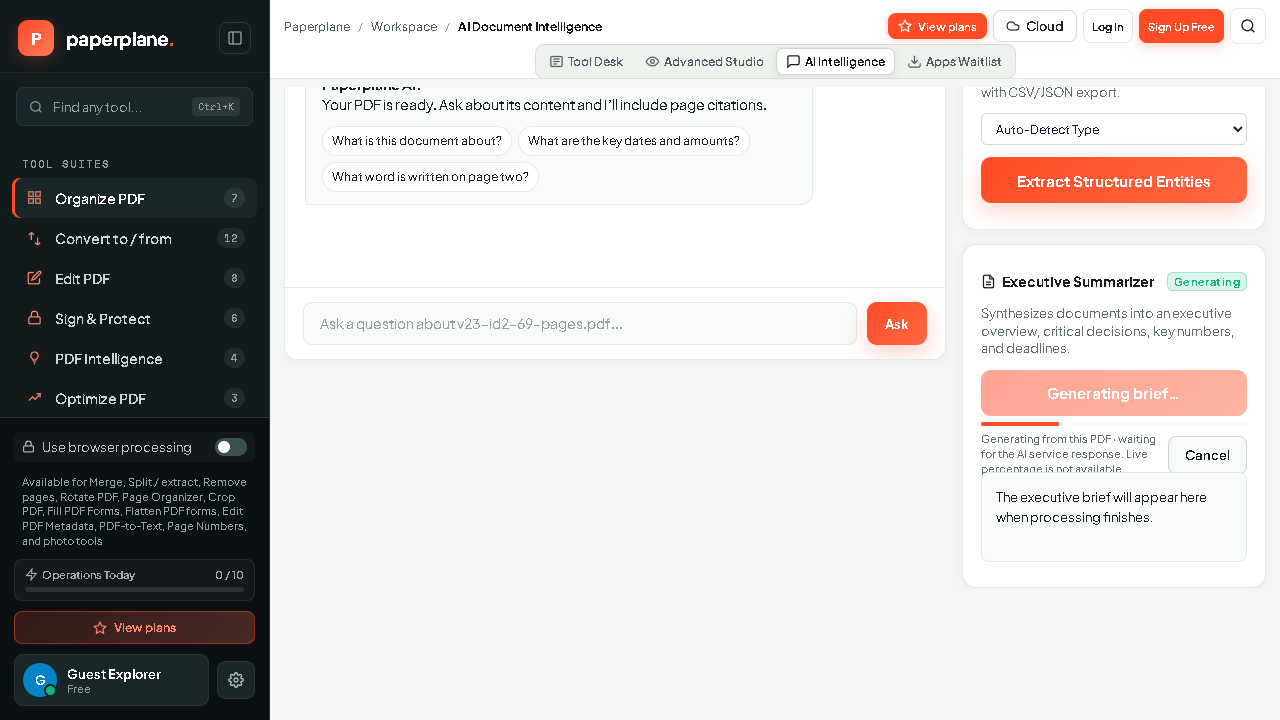 P paperplane.
Find any tool... Ctrl+K
TOOL SUITES
Organize PDF 7
Convert to / from 12
Edit PDF 8
Sign & Protect 6
PDF Intelligence 4
Optimize PDF 3
Use browser processing
Available for Merge, Split / extract, Remove
pages, Rotate PDF, Page Organizer, Crop
PDF, Fill PDF Forms, Flatten PDF forms, Edit
PDF Metadata, PDF-to-Text, Page Numbers,
and photo tools
Operations Today 0 / 10
View plans
G Guest Explorer
Free
Paperplane / Workspace / AI Document Intelligence
View plans
Cloud
Log In
Sign Up Free
Tool Desk
Advanced Studio
AI Intelligence
Apps Waitlist
Paperplane AI:
Your PDF is ready. Ask about its content and I'll include page citations.
What is this document about? What are the key dates and amounts?
What word is written on page two?
Ask a question about v23-id2-69-pages.pdf... Ask
with CSV/JSON export.
Auto-Detect Type
Extract Structured Entities
Executive Summarizer Generating
Synthesizes documents into an executive
overview, critical decisions, key numbers,
and deadlines.
Generating brief...
Generating from this PDF · waiting
for the AI service response. Live
percentage is not available
Cancel
The executive brief will appear here
when processing finishes.